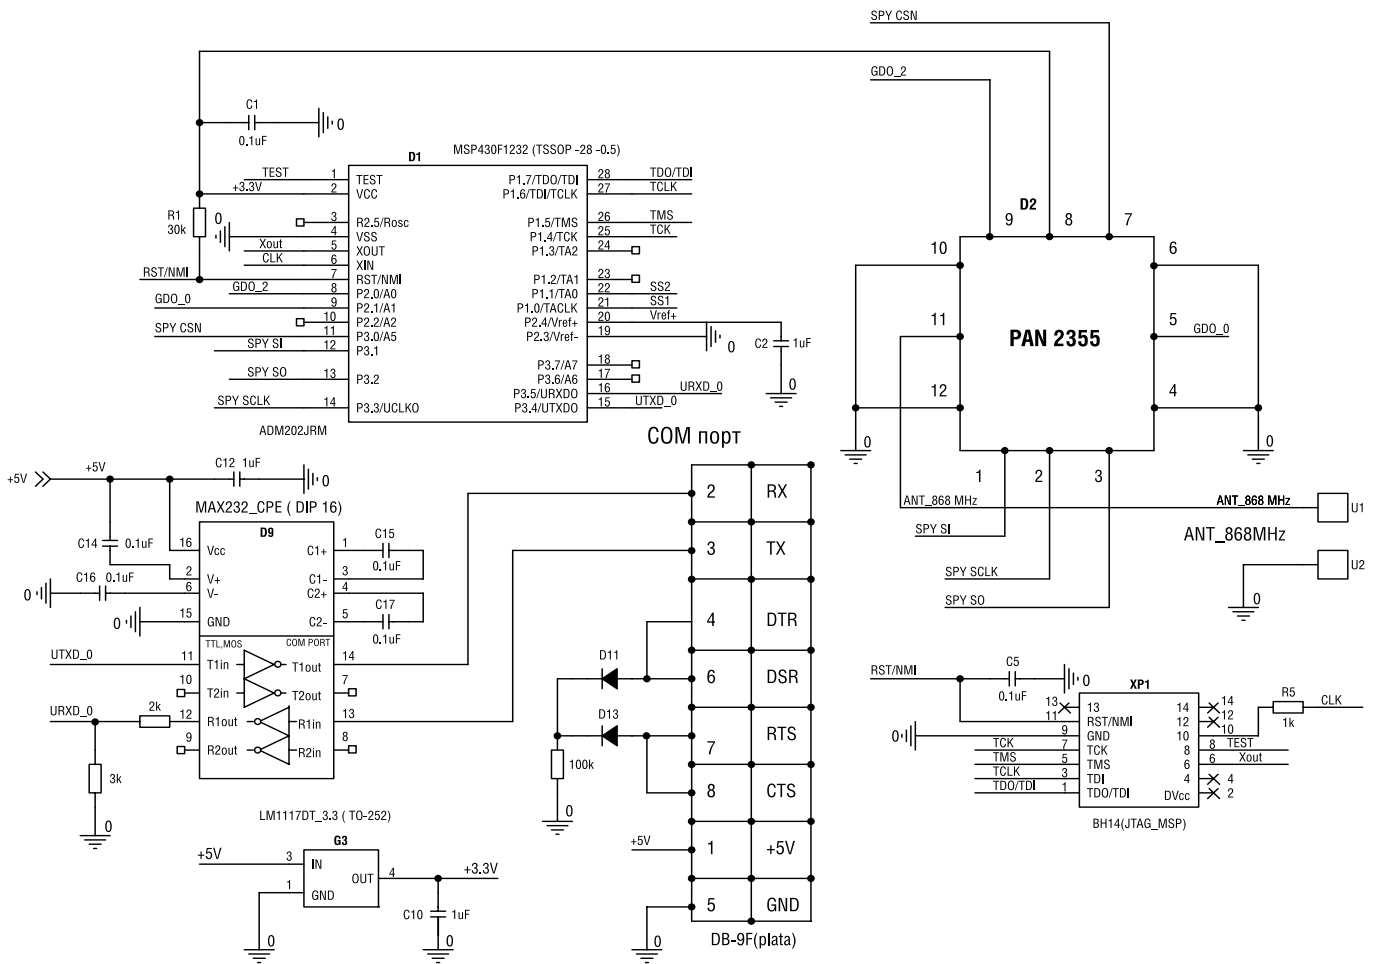 SPY CSN
GDO_2
C1
0.1uF
0
MSP430F1232 (TSSOP -28 -0.5)
D1
TEST 1 TEST
+3.3V 2 VCC
3 R2.5/Rosc
0 4 VSS
Xout 5 XOUT
CLK 6 XIN
RST/NMI 7 RST/NMI
GDO_2 8 P2.0/A0
GDO_0 9 P2.1/A1
10 P2.2/A2
SPY CSN 11 P3.0/A5
SPY SI 12 P3.1
SPY SO 13 P3.2
SPY SCLK 14 P3.3/UCLKO
R1
30k
P1.7/TDO/TDI 28 TDO/TDI
P1.6/TDI/TCLK 27 TCLK
P1.5/TMS 26 TMS
P1.4/TCK 25 TCK
P1.3/TA2 24
P1.2/TA1 23
P1.1/TA0 22 SS2
P1.0/TACLK 21 SS1
P2.4/Vref+ 20 Vref+
P2.3/Vref- 19
0
P3.7/A7 18
P3.6/A6 17
P3.5/URXDO 16 URXD_0
P3.4/UTXDO 15 UTXD_0
C2 1uF
0
ADM202JRM
D2
9 8 7
10 6
11 5
GDO_0
PAN 2355
12 4
1 2 3
0
0
ANT_868 MHz
ANT_868 MHz
U1
SPY SI
ANT_868MHz
SPY SCLK
U2
SPY SO
0
+5V
+5V
C12 1uF
0
MAX232_CPE ( DIP 16)
D9
C14 0.1uF
16 Vcc
2 V+
C16 0.1uF
0
6 V-
0
15 GND
C1+ 1
C15
0.1uF
C1- 3
C2+ 4
C2- 5
C17
0.1uF
TTL,MOS COM PORT
UTXD_0 11 T1in T1out 14
10 T2in T2out 7
URXD_0 2k 12 R1out R1in 13
9 R2out R2in 8
3k
0
COM порт
2 RX
3 TX
4 DTR
6 DSR
7 RTS
8 CTS
+5V 1 +5V
5 GND
0
DB-9F(plata)
D11
D13
100k
0
LM1117DT_3.3 ( TO-252)
G3
+5V 3 IN
1 GND
OUT 4 +3.3V
0
C10 1uF
0
RST/NMI
C5
0.1uF
0
XP1
13 13
11 RST/NMI
0 9 GND
TCK 7 TCK
TMS 5 TMS
TCLK 3 TDI
TDO/TDI 1 TDO/TDI
14 14
12 12
10 10
8 8 TEST
6 6 Xout
4 4
DVcc 2
R5
1k
CLK
BH14(JTAG_MSP)